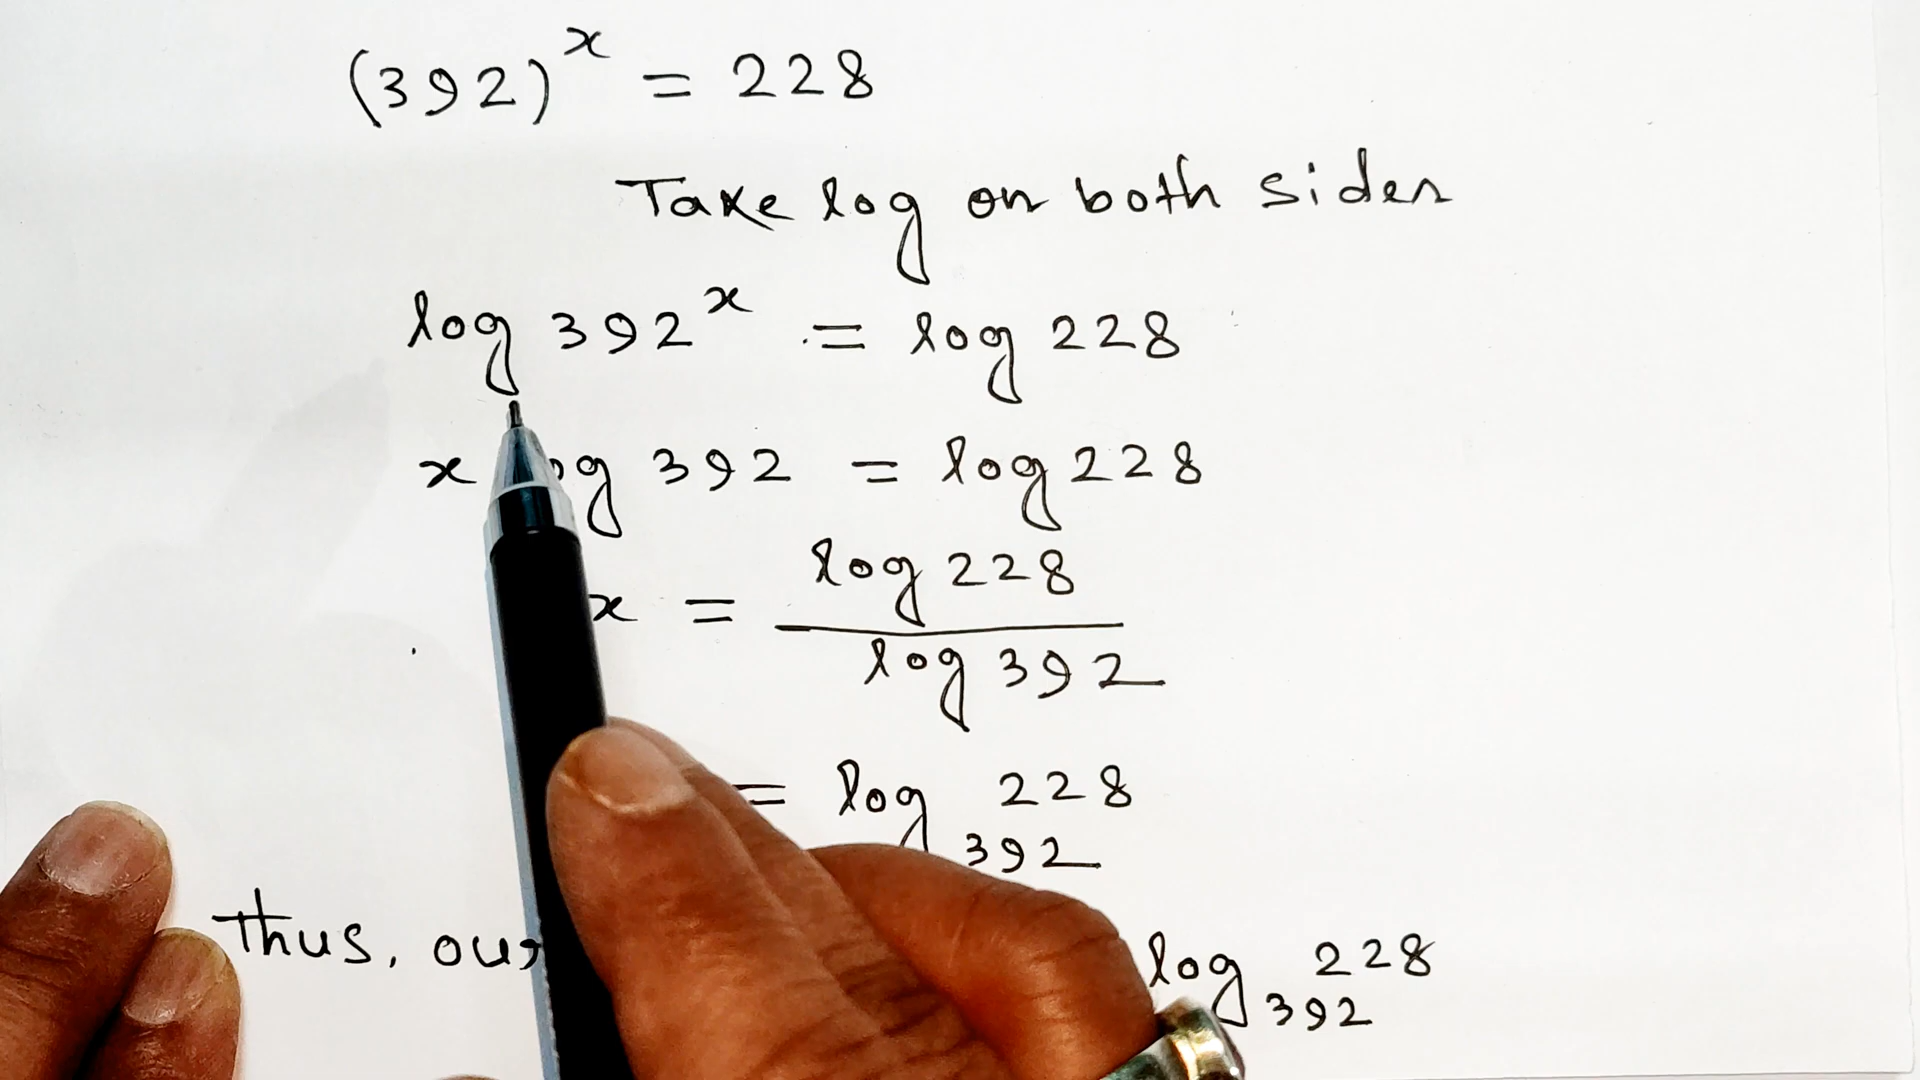 (392)^x = 228
Take log on both sides
log 392^x = log 228
x log 392 = log 228
x = log 228 / log 392
= log_392 228
Thus, our log_392 228